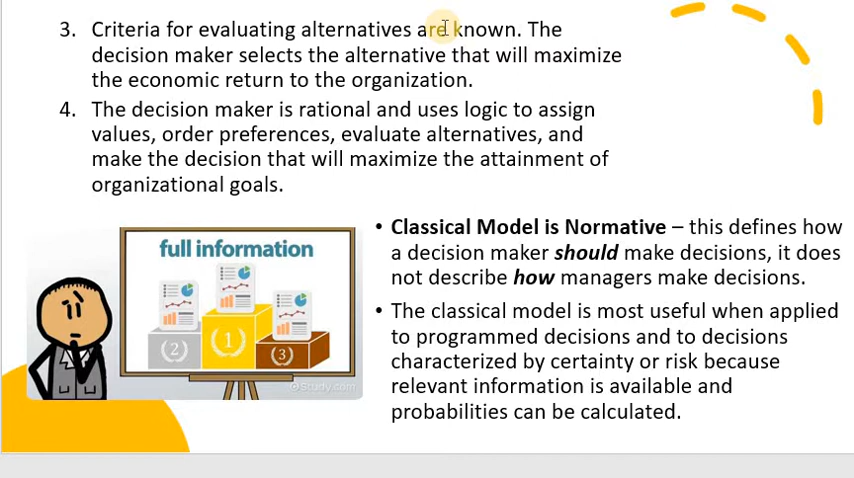 3. Criteria for evaluating alternatives are known. The
decision maker selects the alternative that will maximize
the economic return to the organization.
4. The decision maker is rational and uses logic to assign
values, order preferences, evaluate alternatives, and
make the decision that will maximize the attainment of
organizational goals.
full information
2
1
3
Study.com
• Classical Model is Normative – this defines how
a decision maker should make decisions, it does
not describe how managers make decisions.
• The classical model is most useful when applied
to programmed decisions and to decisions
characterized by certainty or risk because
relevant information is available and
probabilities can be calculated.